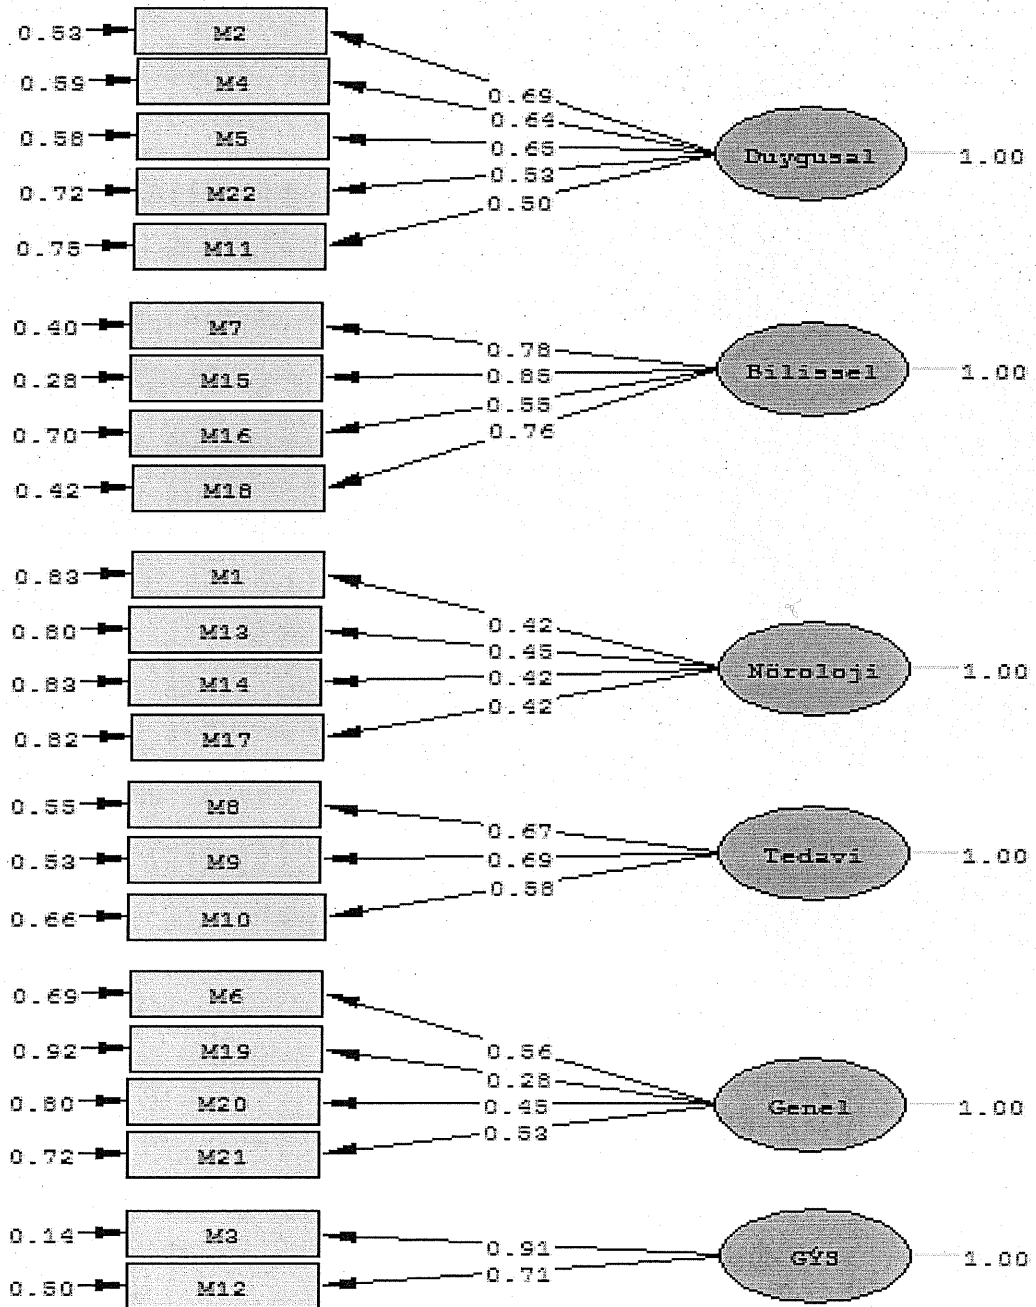 0.53 M2
0.69
0.59 M4
0.64
0.58 M5
0.65
Duygusal 1.00
0.72 M22
0.53
0.50
0.75 M11
0.40 M7
0.78
0.28 M15
0.85
Bilissel 1.00
0.70 M16
0.55
0.76
0.42 M18
0.83 M1
0.42
0.80 M13
0.45
0.83 M14
0.42
Nöroloji 1.00
0.82 M17
0.42
0.55 M8
0.67
0.53 M9
0.69
Tedavi 1.00
0.66 M10
0.58
0.69 M6
0.56
0.92 M19
0.28
0.80 M20
0.45
Genel 1.00
0.72 M21
0.53
0.14 M3
0.91
GÝS 1.00
0.50 M12
0.71